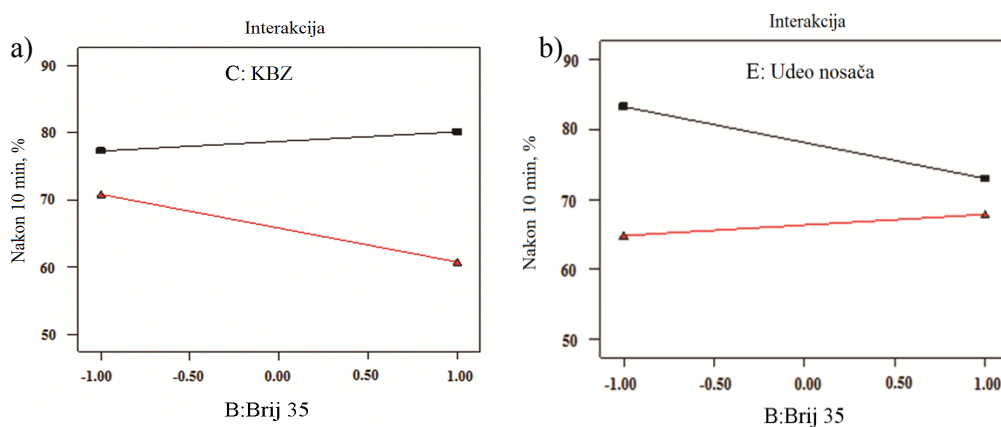 a)
Interakcija
C: KBZ
Nakon 10 min, %
90
80
70
60
50
-1.00 -0.50 0.00 0.50 1.00
B:Brij 35
b)
Interakcija
E: Udeo nosača
Nakon 10 min, %
90
80
70
60
50
-1.00 -0.50 0.00 0.50 1.00
B:Brij 35